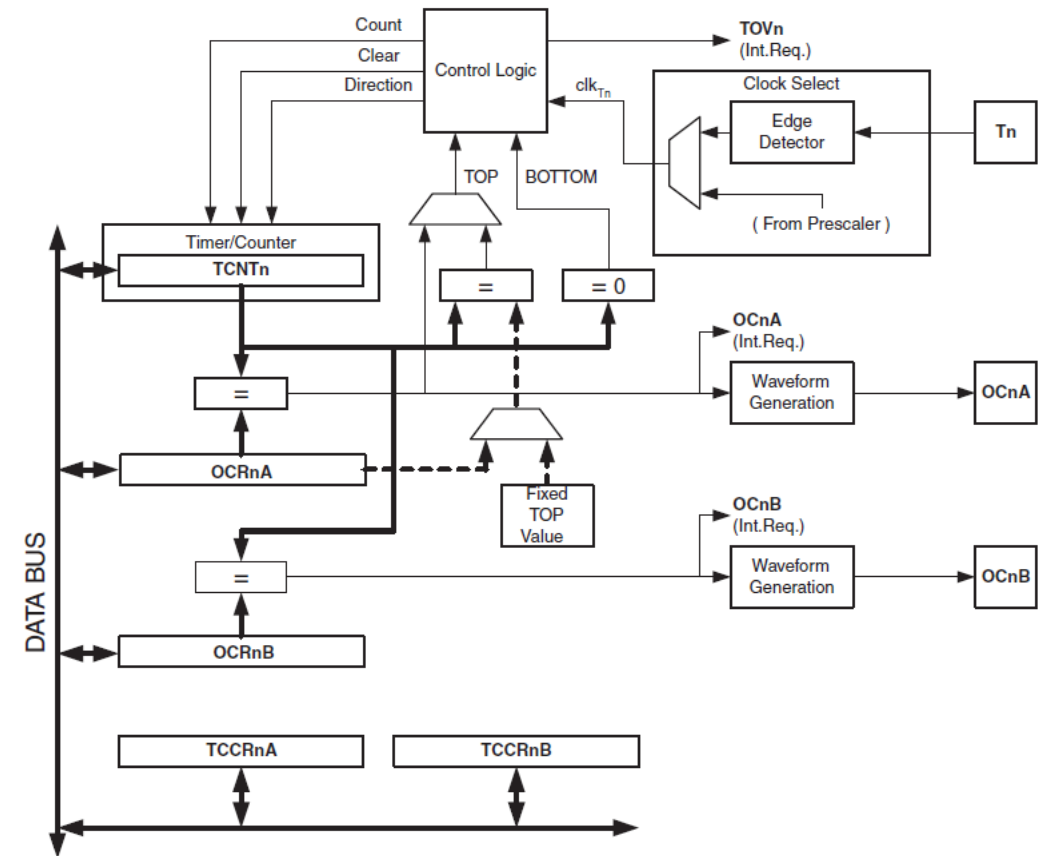 Count
Clear
Direction
Control Logic
TOVn
(Int.Req.)
clkTn
Clock Select
Edge
Detector
Tn
( From Prescaler )
TOP
BOTTOM
Timer/Counter
TCNTn
=
= 0
OCnA
(Int.Req.)
=
Waveform
Generation
OCnA
OCRnA
Fixed
TOP
Value
OCnB
(Int.Req.)
=
Waveform
Generation
OCnB
OCRnB
DATA BUS
TCCRnA
TCCRnB